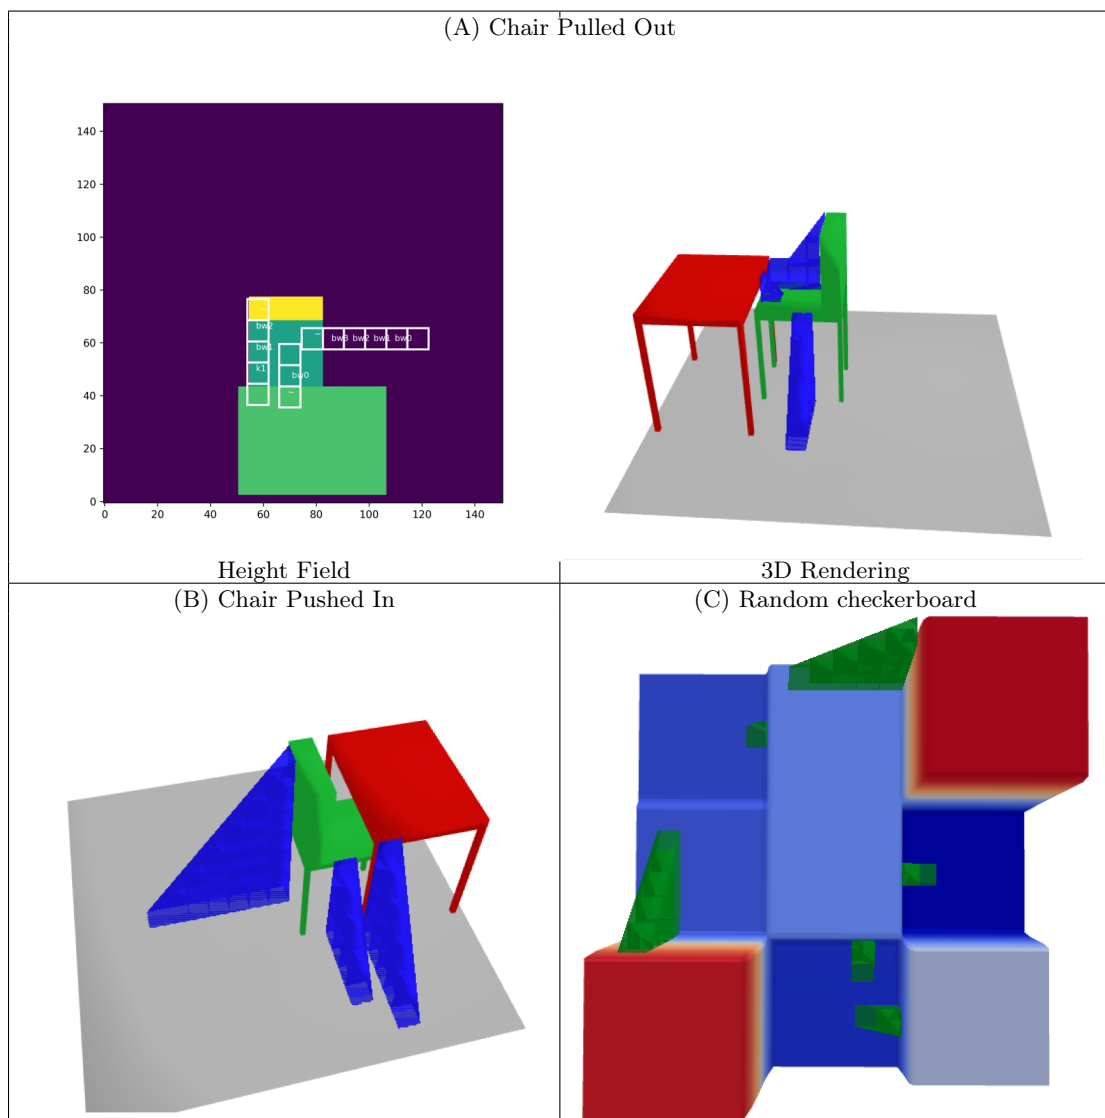 (A) Chair Pulled Out
140
120
100
80
60
40
20
0
0 20 40 60 80 100 120 140
~
bw2
bw1
k1
~
bw3 bw2 bw1 bw0
bw0
~
Height Field
3D Rendering
(B) Chair Pushed In
(C) Random checkerboard